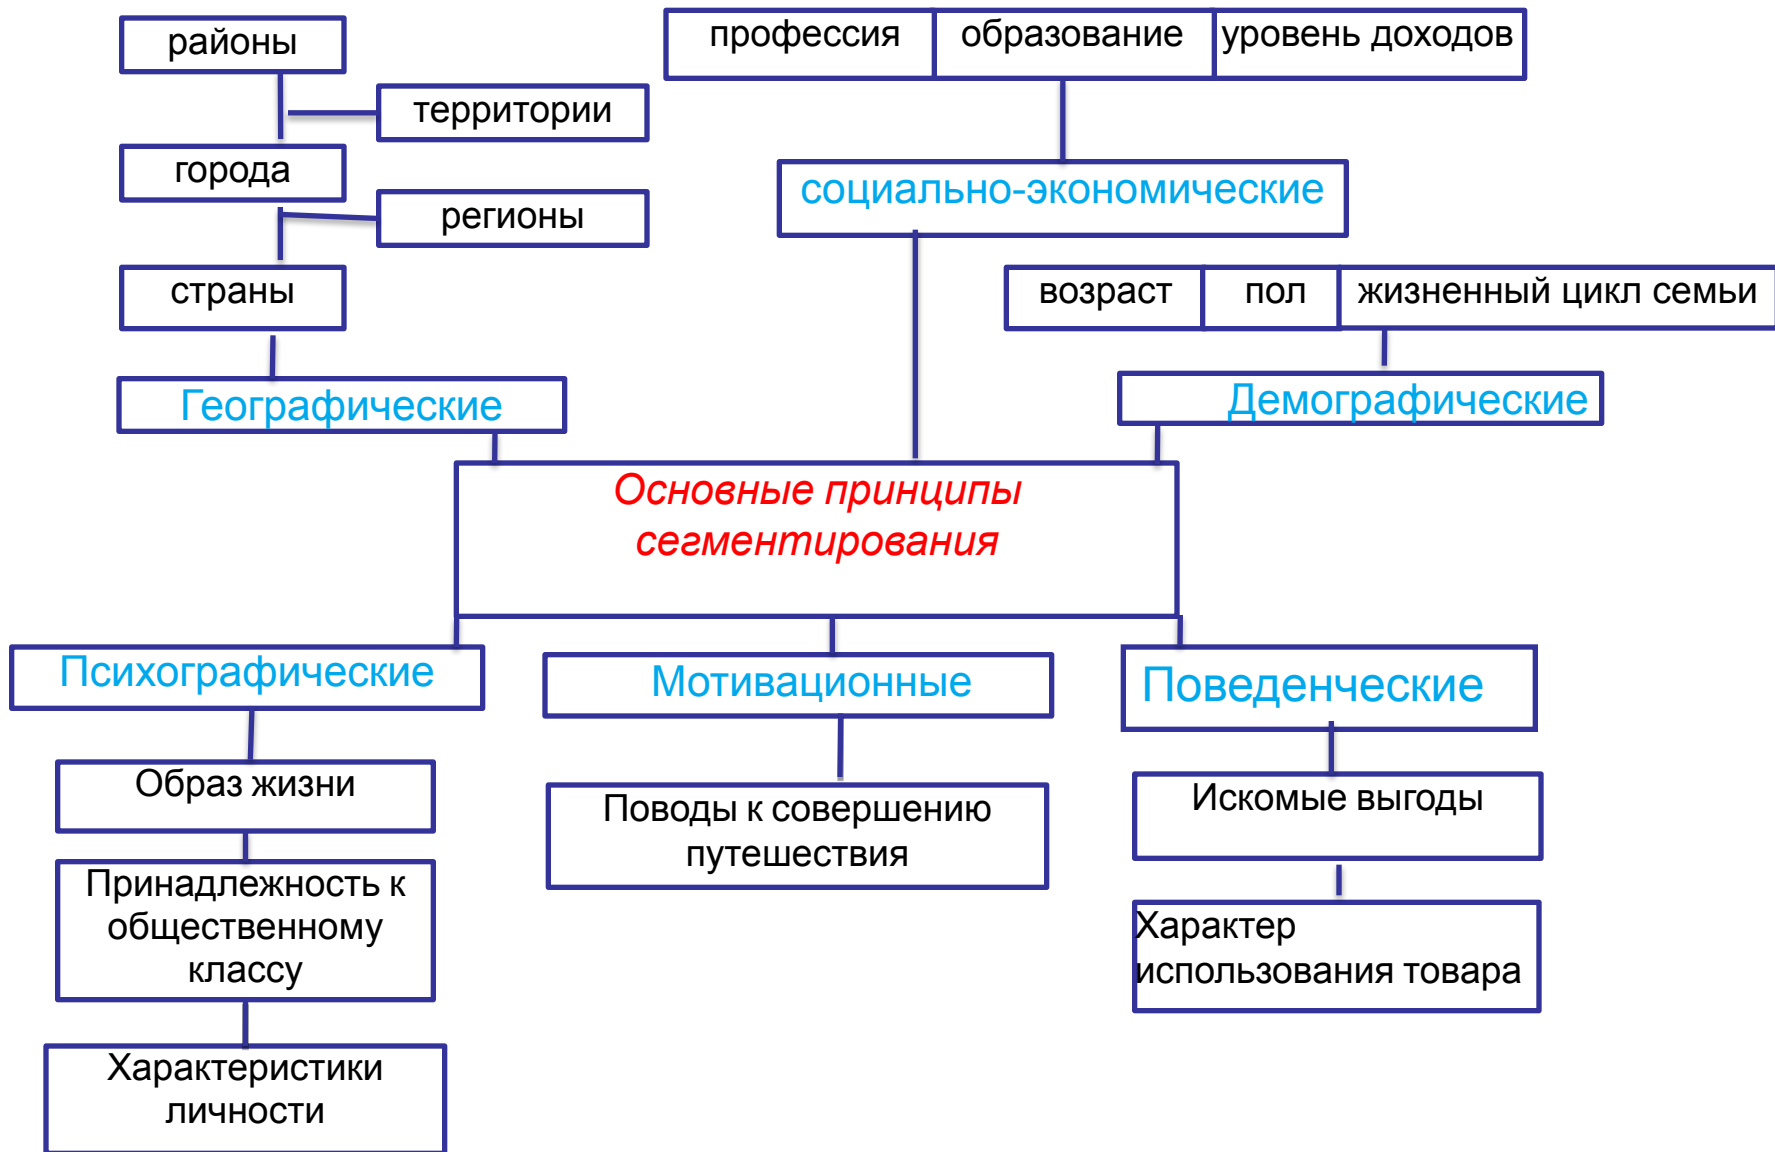 районы
территории
города
регионы
страны
Географические
профессия
образование
уровень доходов
социально-экономические
возраст
пол
жизненный цикл семьи
Демографические
Основные принципы
сегментирования
Психографические
Образ жизни
Принадлежность к
общественному
классу
Характеристики
личности
Мотивационные
Поводы к совершению
путешествия
Поведенческие
Искомые выгоды
Характер
использования товара